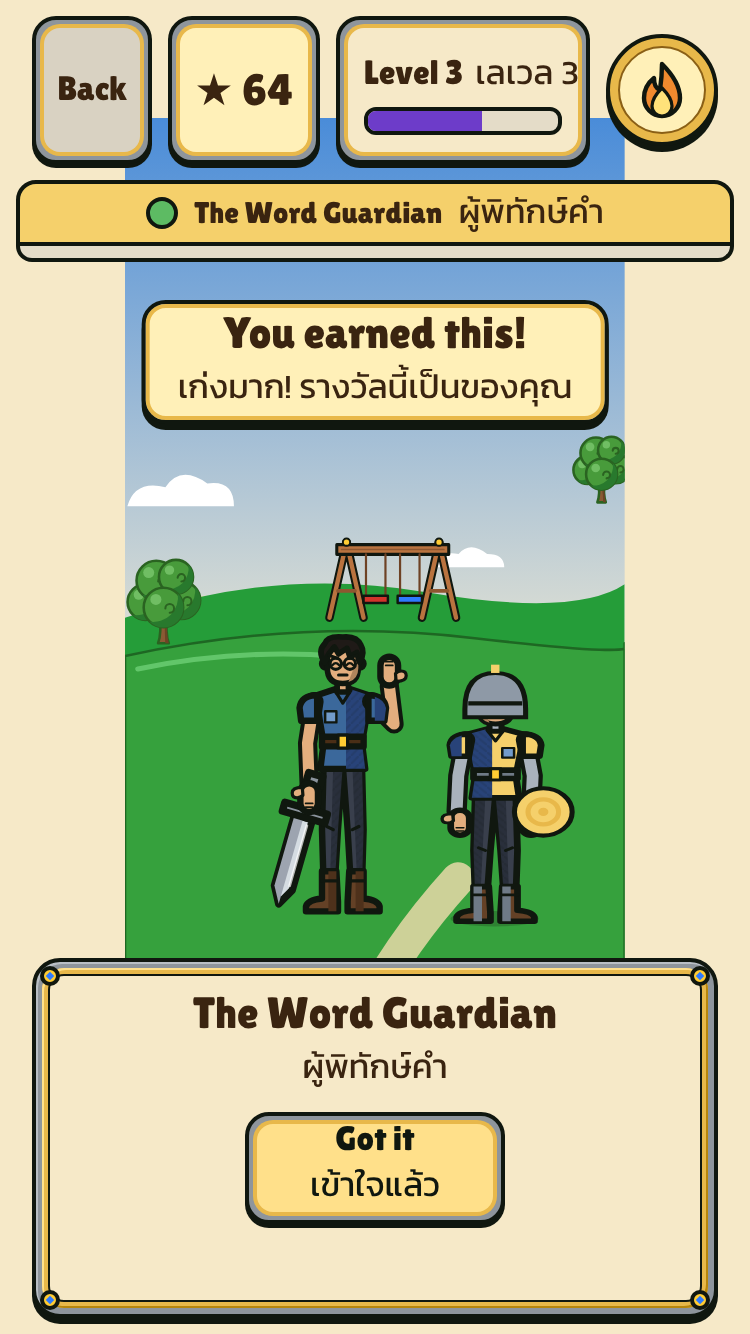 Back
★ 64
Level 3 เลเวล 3
The Word Guardian ผู้พิทักษ์คำ
You earned this!
เก่งมาก! รางวัลนี้เป็นของคุณ
The Word Guardian
ผู้พิทักษ์คำ
Got it
เข้าใจแล้ว